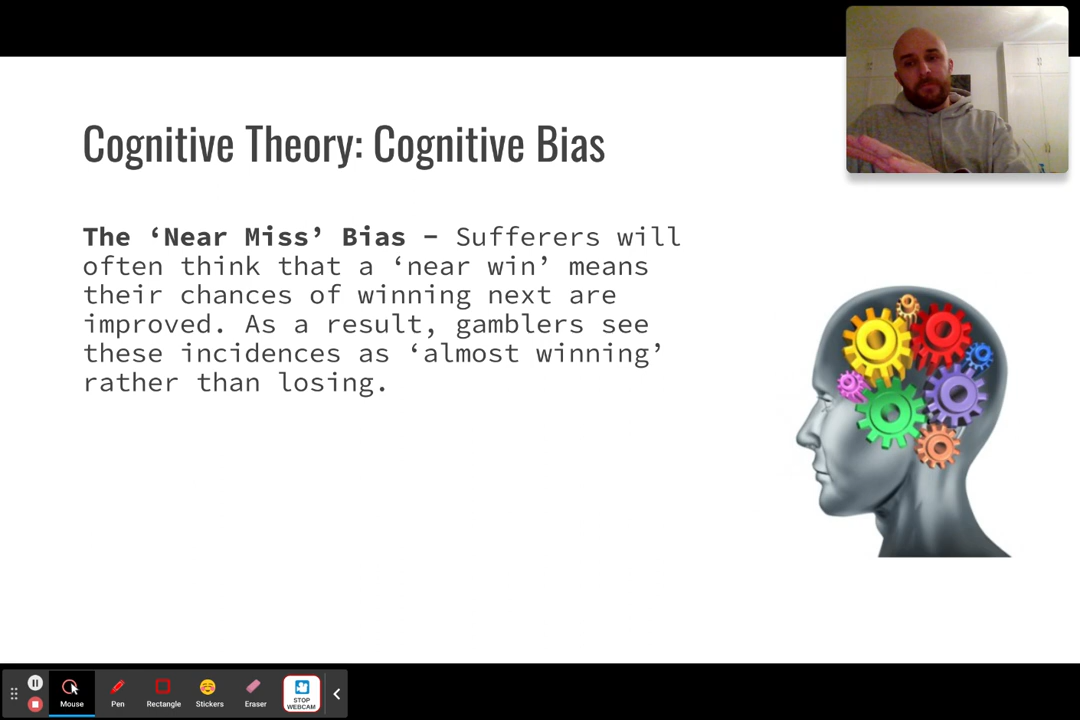 Cognitive Theory: Cognitive Bias
The ‘Near Miss’ Bias – Sufferers will
often think that a ‘near win’ means
their chances of winning next are
improved. As a result, gamblers see
these incidences as ‘almost winning’
rather than losing.
Mouse
Pen
Rectangle
Stickers
Eraser
STOP
WEBCAM